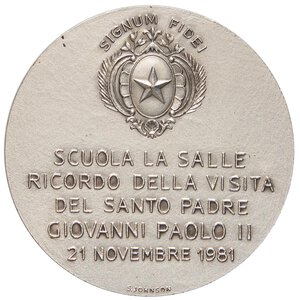 SIGNUM FIDEI
SCUOLA LA SALLE
RICORDO DELLA VISITA
DEL SANTO PADRE
GIOVANNI PAOLO II
21 NOVEMBRE 1981
S.JOHNSON